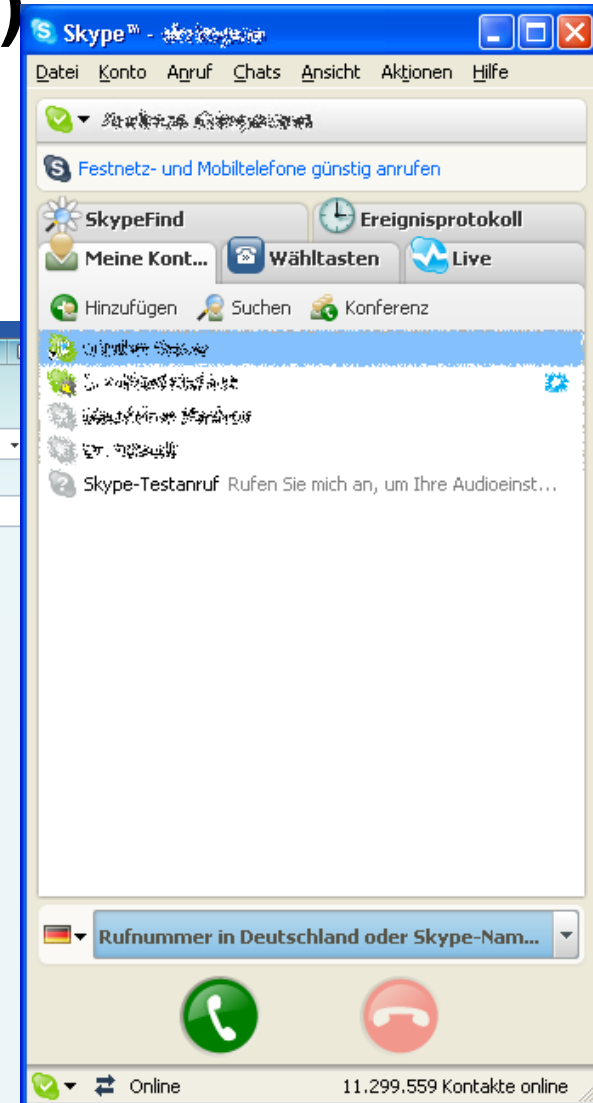 )
Skype™ -
Datei Konto Anruf Chats Ansicht Aktionen Hilfe
Festnetz- und Mobiltelefone günstig anrufen
SkypeFind Ereignisprotokoll
Meine Kont... Wähltasten Live
Hinzufügen Suchen Konferenz
Skype-Testanruf Rufen Sie mich an, um Ihre Audioeinst...
Rufnummer in Deutschland oder Skype-Nam...
Online 11.299.559 Kontakte online